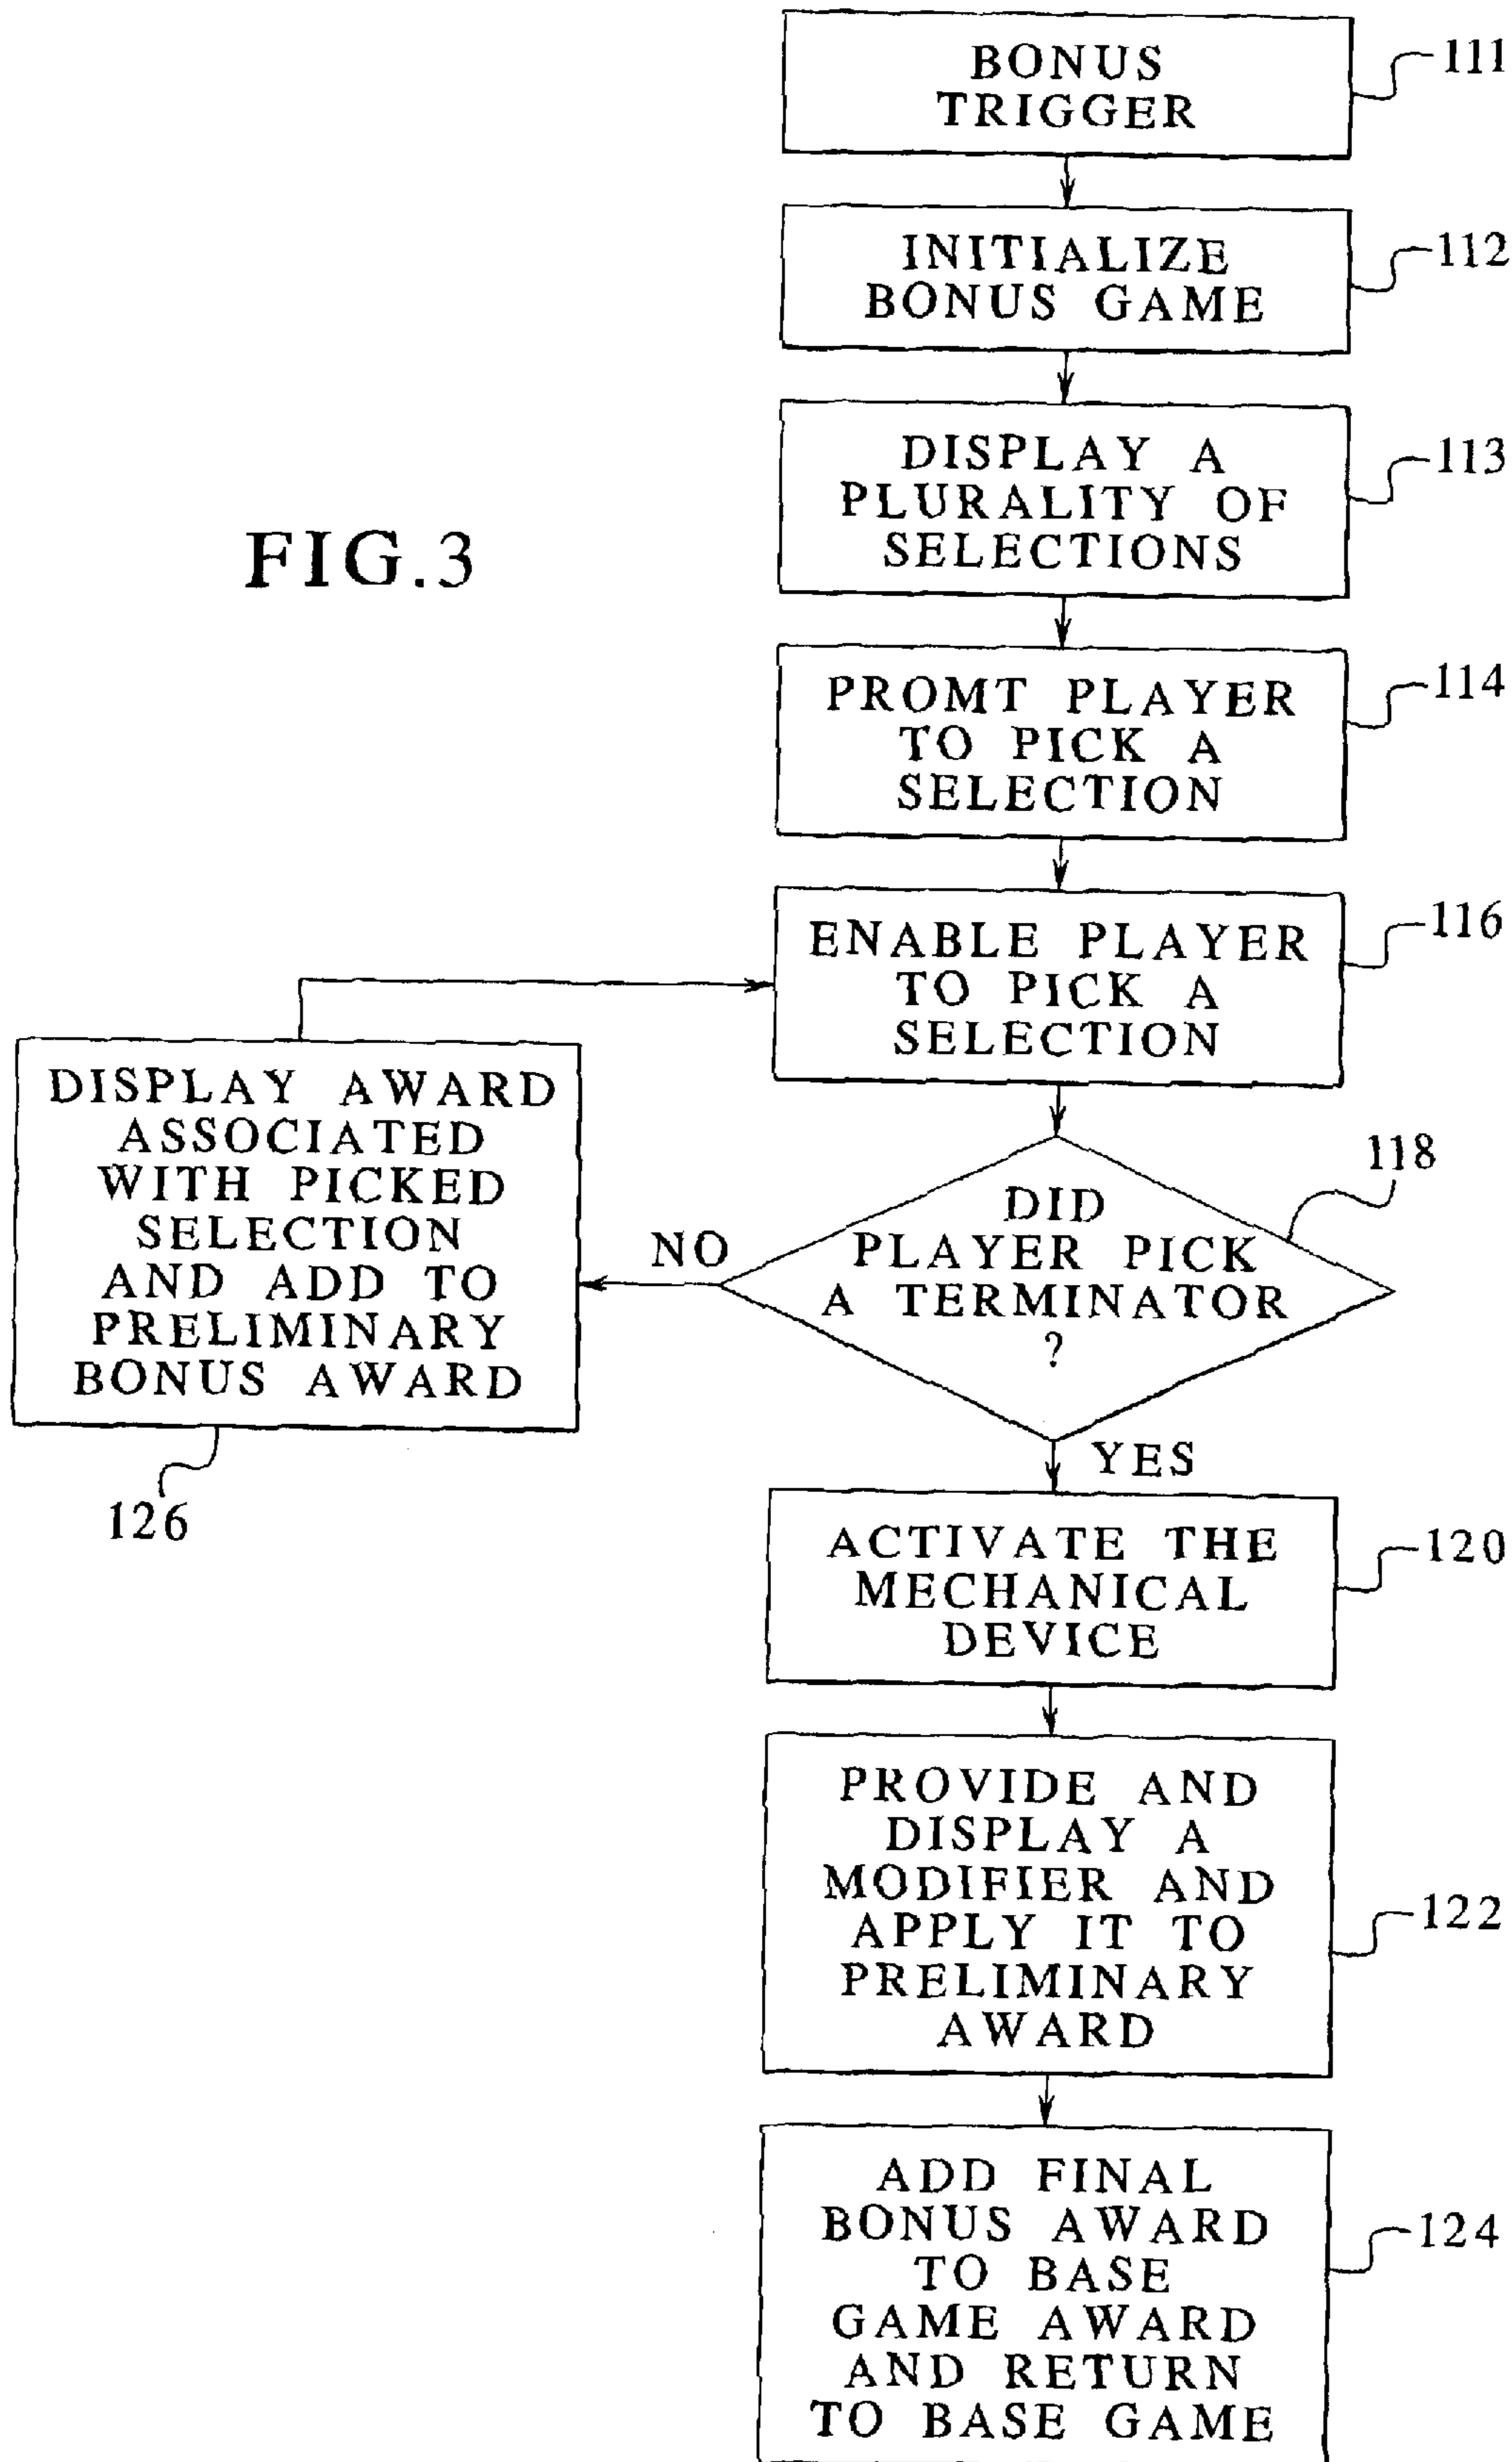 BONUS
TRIGGER
111
INITIALIZE
BONUS GAME
112
DISPLAY A
PLURALITY OF
SELECTIONS
113
FIG.3
PROMT PLAYER
TO PICK A
SELECTION
114
ENABLE PLAYER
TO PICK A
SELECTION
116
DID
PLAYER PICK
A TERMINATOR
?
118
NO
DISPLAY AWARD
ASSOCIATED
WITH PICKED
SELECTION
AND ADD TO
PRELIMINARY
BONUS AWARD
126
YES
ACTIVATE THE
MECHANICAL
DEVICE
120
PROVIDE AND
DISPLAY A
MODIFIER AND
APPLY IT TO
PRELIMINARY
AWARD
122
ADD FINAL
BONUS AWARD
TO BASE
GAME AWARD
AND RETURN
TO BASE GAME
124